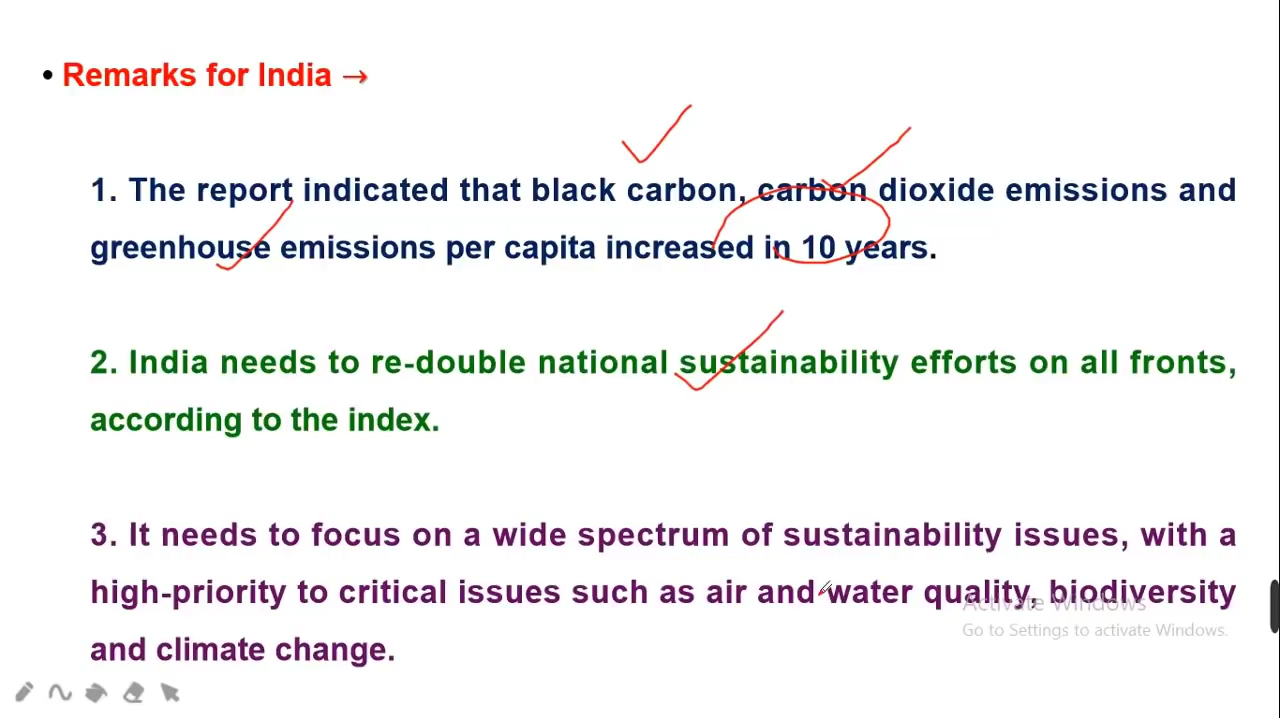 • Remarks for India →
1. The report indicated that black carbon, carbon dioxide emissions and
greenhouse emissions per capita increased in 10 years.
2. India needs to re-double national sustainability efforts on all fronts,
according to the index.
3. It needs to focus on a wide spectrum of sustainability issues, with a
high-priority to critical issues such as air and water quality, biodiversity
and climate change.
Activate Windows
Go to Settings to activate Windows.